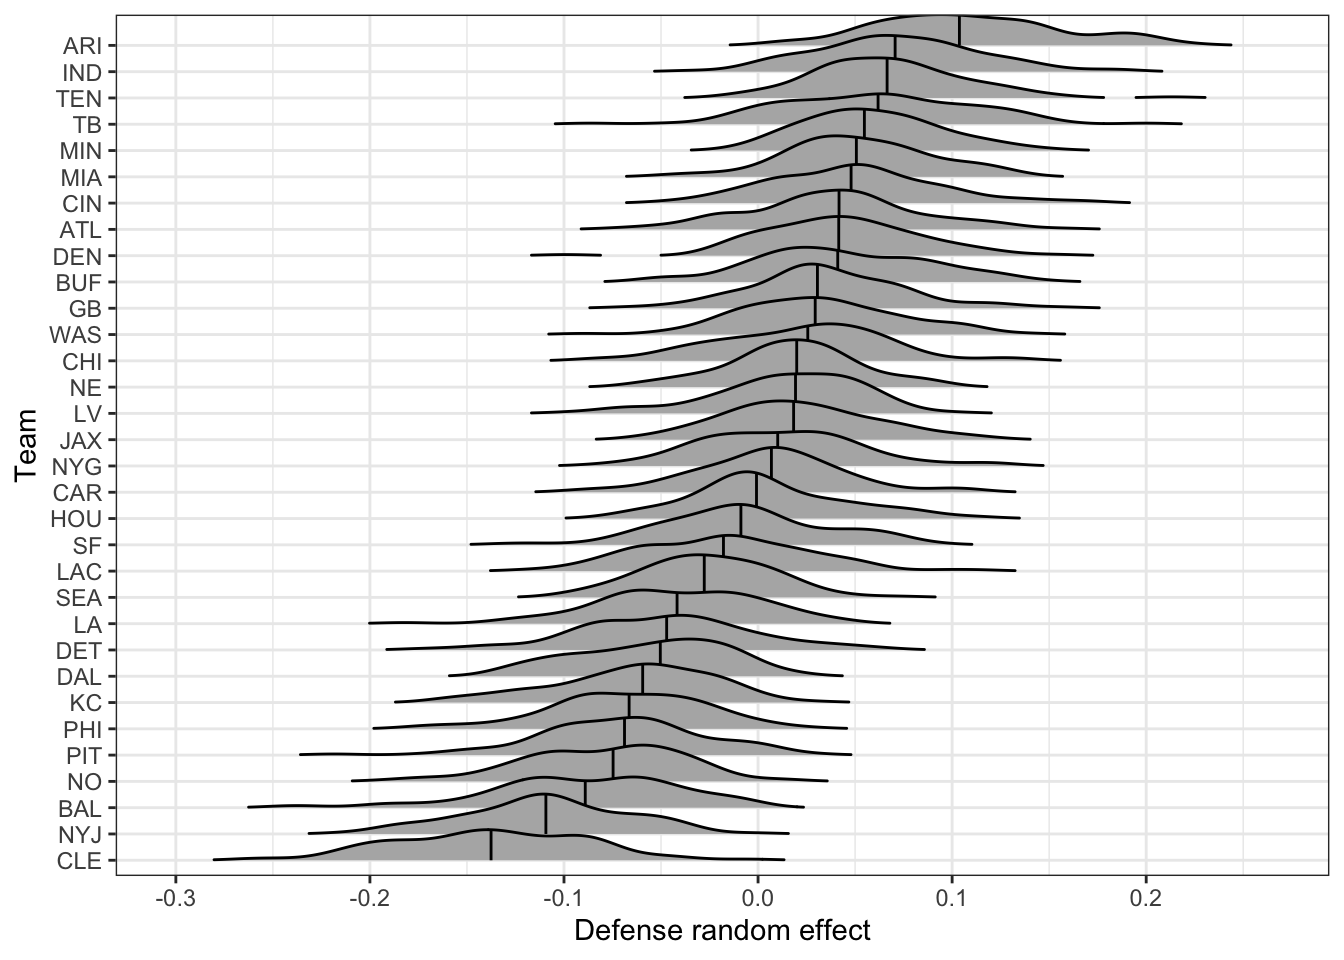 ARI
IND
TEN
TB
MIN
MIA
CIN
ATL
DEN
BUF
GB
WAS
CHI
NE
LV
JAX
NYG
CAR
HOU
SF
LAC
SEA
LA
DET
DAL
KC
PHI
PIT
NO
BAL
NYJ
CLE
Team
-0.3 -0.2 -0.1 0.0 0.1 0.2
Defense random effect